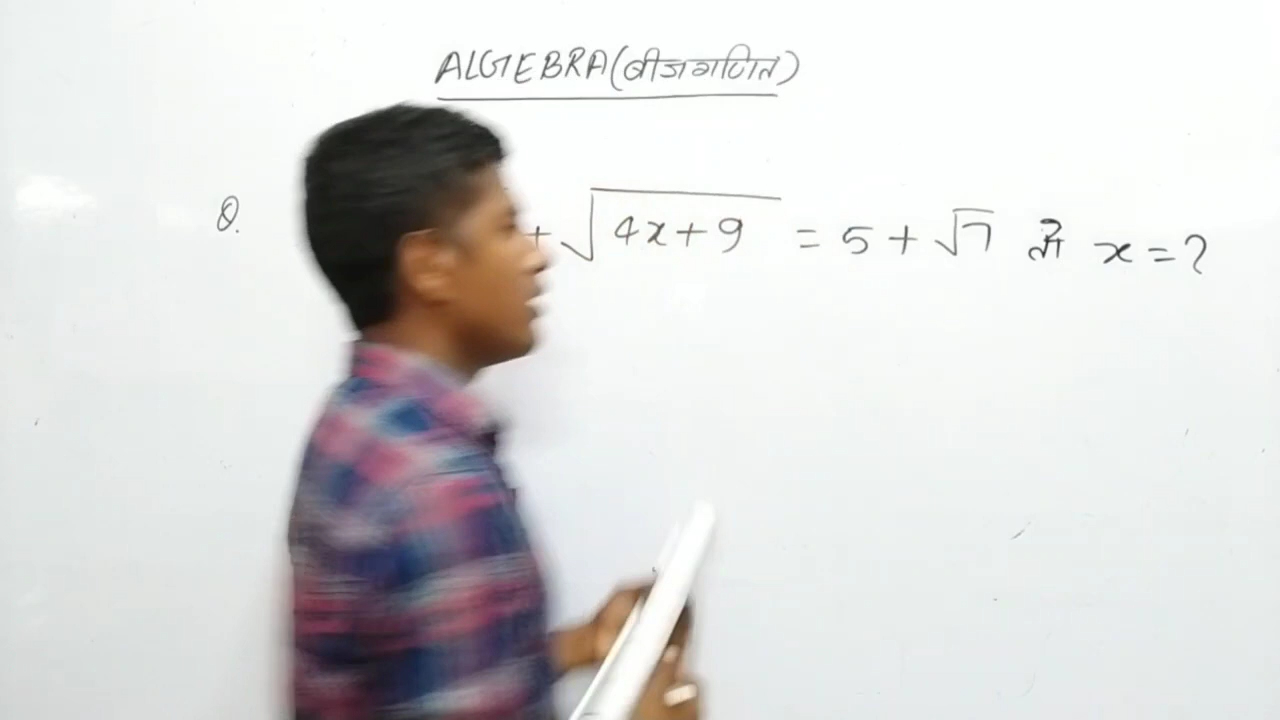 ALGEBRA(बीजगणित)
Q. + √4x+9 = 5 + √7 तो x = ?